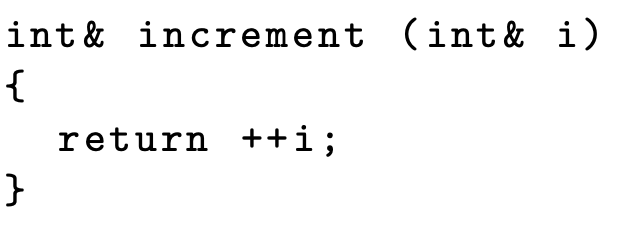 int& increment (int& i)
{
  return ++i;
}